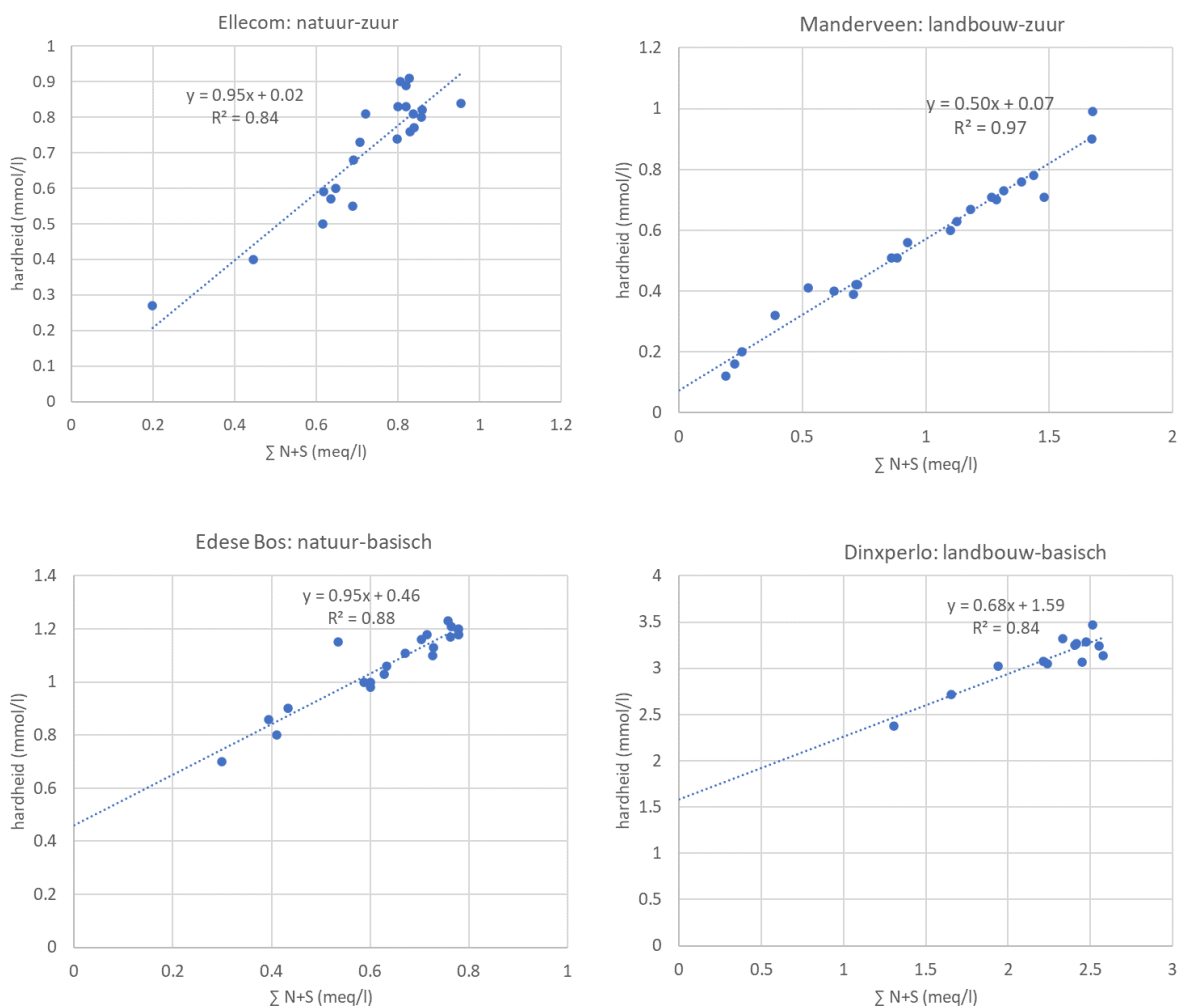 Ellecom: natuur-zuur
1
0.9
0.8
0.7
0.6
0.5
0.4
0.3
0.2
0.1
0
hardheid (mmol/l)
y = 0.95x + 0.02
R² = 0.84
0 0.2 0.4 0.6 0.8 1 1.2
∑ N+S (meq/l)
Manderveen: landbouw-zuur
1.2
1
0.8
0.6
0.4
0.2
0
hardheid (mmol/l)
y = 0.50x + 0.07
R² = 0.97
0 0.5 1 1.5 2
∑ N+S (meq/l)
Edese Bos: natuur-basisch
1.4
1.2
1
0.8
0.6
0.4
0.2
0
hardheid (mmol/l)
y = 0.95x + 0.46
R² = 0.88
0 0.2 0.4 0.6 0.8 1
∑ N+S (meq/l)
Dinxperlo: landbouw-basisch
4
3.5
3
2.5
2
1.5
1
0.5
0
hardheid (mmol/l)
y = 0.68x + 1.59
R² = 0.84
0 0.5 1 1.5 2 2.5 3
∑ N+S (meq/l)